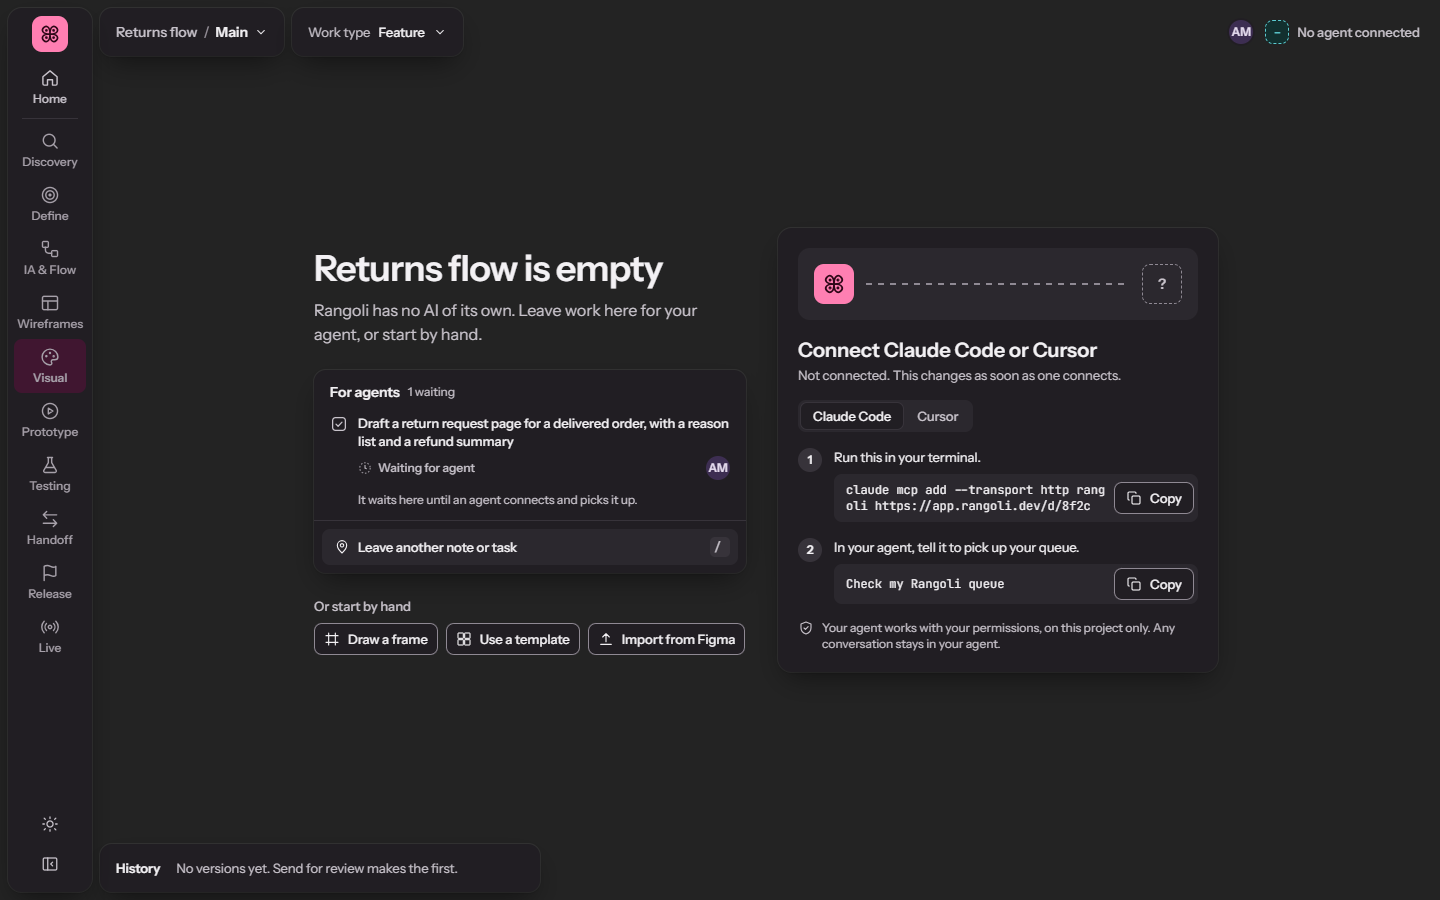 Returns flow / Main
Work type Feature
AM
No agent connected
Home
Discovery
Define
IA & Flow
Wireframes
Visual
Prototype
Testing
Handoff
Release
Live
Returns flow is empty
Rangoli has no AI of its own. Leave work here for your
agent, or start by hand.
For agents 1 waiting
Draft a return request page for a delivered order, with a reason
list and a refund summary
Waiting for agent
AM
It waits here until an agent connects and picks it up.
Leave another note or task /
Or start by hand
Draw a frame
Use a template
Import from Figma
?
Connect Claude Code or Cursor
Not connected. This changes as soon as one connects.
Claude Code Cursor
1 Run this in your terminal.
claude mcp add --transport http rang
oli https://app.rangoli.dev/d/8f2c
Copy
2 In your agent, tell it to pick up your queue.
Check my Rangoli queue
Copy
Your agent works with your permissions, on this project only. Any
conversation stays in your agent.
History No versions yet. Send for review makes the first.